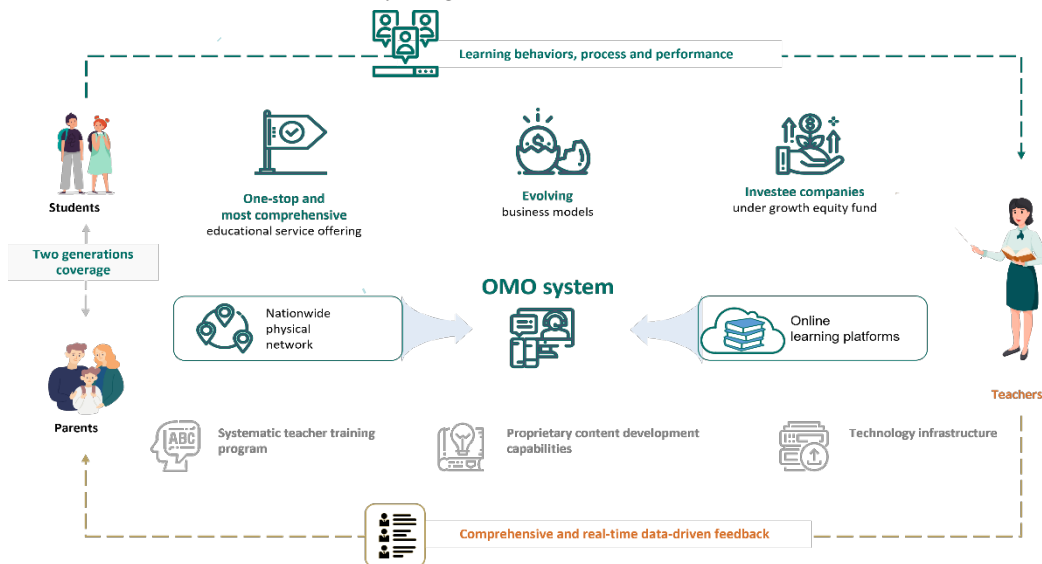 Learning behaviors, process and performance
Students
One-stop and
most comprehensive
educational service offering
Evolving
business models
Investee companies
under growth equity fund
Two generations
coverage
OMO system
Nationwide
physical
network
Online
learning platforms
Parents
Teachers
ABC
Systematic teacher training
program
Proprietary content development
capabilities
Technology infrastructure
Comprehensive and real-time data-driven feedback